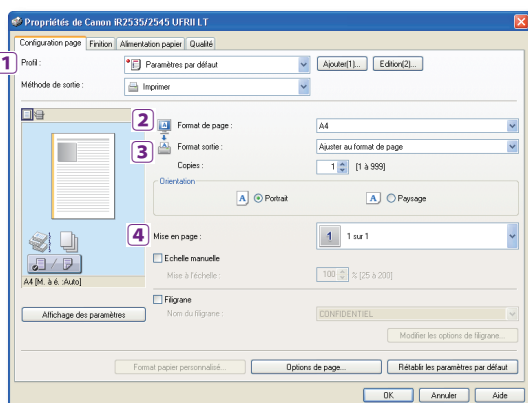 Propriétés de Canon iR2535/2545 UFRII LT
Configuration page Finition Alimentation papier Qualité
1 Profil : Paramètres par défaut Ajouter(1)... Edition(2)...
Méthode de sortie : Imprimer
2 Format de page : A4
3 Format sortie : Ajuster au format de page
Copies : 1 [1 à 999]
Orientation
A Portrait A Paysage
4 Mise en page : 1 1 sur 1
Echelle manuelle
Mise à l'échelle : 100 % [25 à 200]
A4 [M. à é. :Auto]
Filigrane
Affichage des paramètres Nom du filigrane : CONFIDENTIEL
Modifier les options de filigrane...
Format papier personnalisé... Options de page... Rétablir les paramètres par défaut
OK Annuler Aide